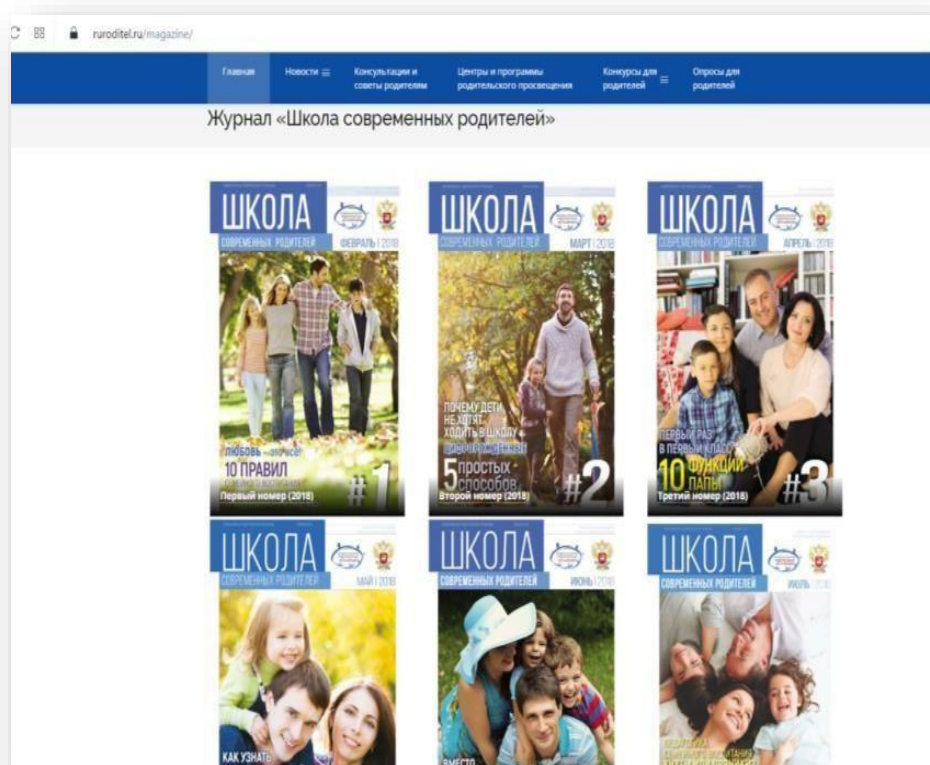 ruroditel.ru/magazine/
Главная
Новости
Консультации и
советы родителям
Центры и программы
родительского просвещения
Конкурсы для
родителей
Опросы для
родителей
Журнал «Школа современных родителей»
ШКОЛА
СОВРЕМЕННЫХ РОДИТЕЛЕЙ
ФЕВРАЛЬ | 2018
ЛЮБОВЬ – это всё!
10 ПРАВИЛ
#1
Первый номер (2018)
ШКОЛА
СОВРЕМЕННЫХ РОДИТЕЛЕЙ
МАРТ | 2018
ПОЧЕМУ ДЕТИ
НЕ ХОТЯТ
ХОДИТЬ В ШКОЛУ
5 простых
способов
#2
Второй номер (2018)
ШКОЛА
СОВРЕМЕННЫХ РОДИТЕЛЕЙ
АПРЕЛЬ | 2018
ПЕРВЫЙ РАЗ
В ПЕРВЫЙ КЛАСС
10 ФУНКЦИЙ
ПАПЫ
#3
Третий номер (2018)
ШКОЛА
СОВРЕМЕННЫХ РОДИТЕЛЕЙ
МАЙ | 2018
КАК УЗНАТЬ
ШКОЛА
СОВРЕМЕННЫХ РОДИТЕЛЕЙ
ИЮНЬ | 2018
ВМЕСТО
ШКОЛА
СОВРЕМЕННЫХ РОДИТЕЛЕЙ
ИЮЛЬ | 2018